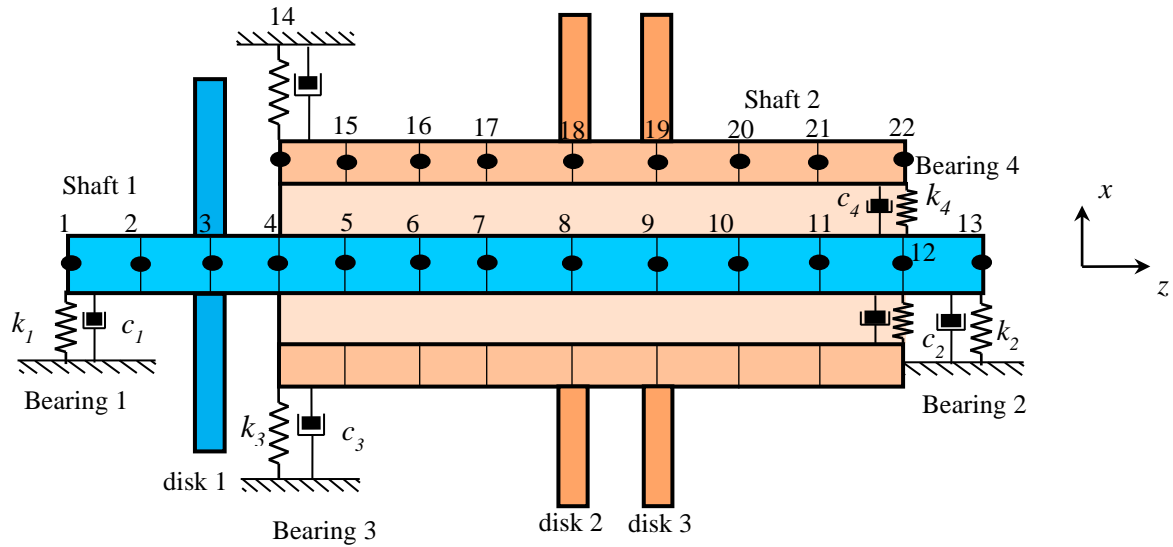 14
Shaft 2
15 16 17 18 19 20 21 22
Bearing 4
Shaft 1
c4 k4
x
1 2 3 4 5 6 7 8 9 10 11 13
12
z
k1 c1
c2 k2
Bearing 1
Bearing 2
k3 c3
disk 1
Bearing 3
disk 2 disk 3